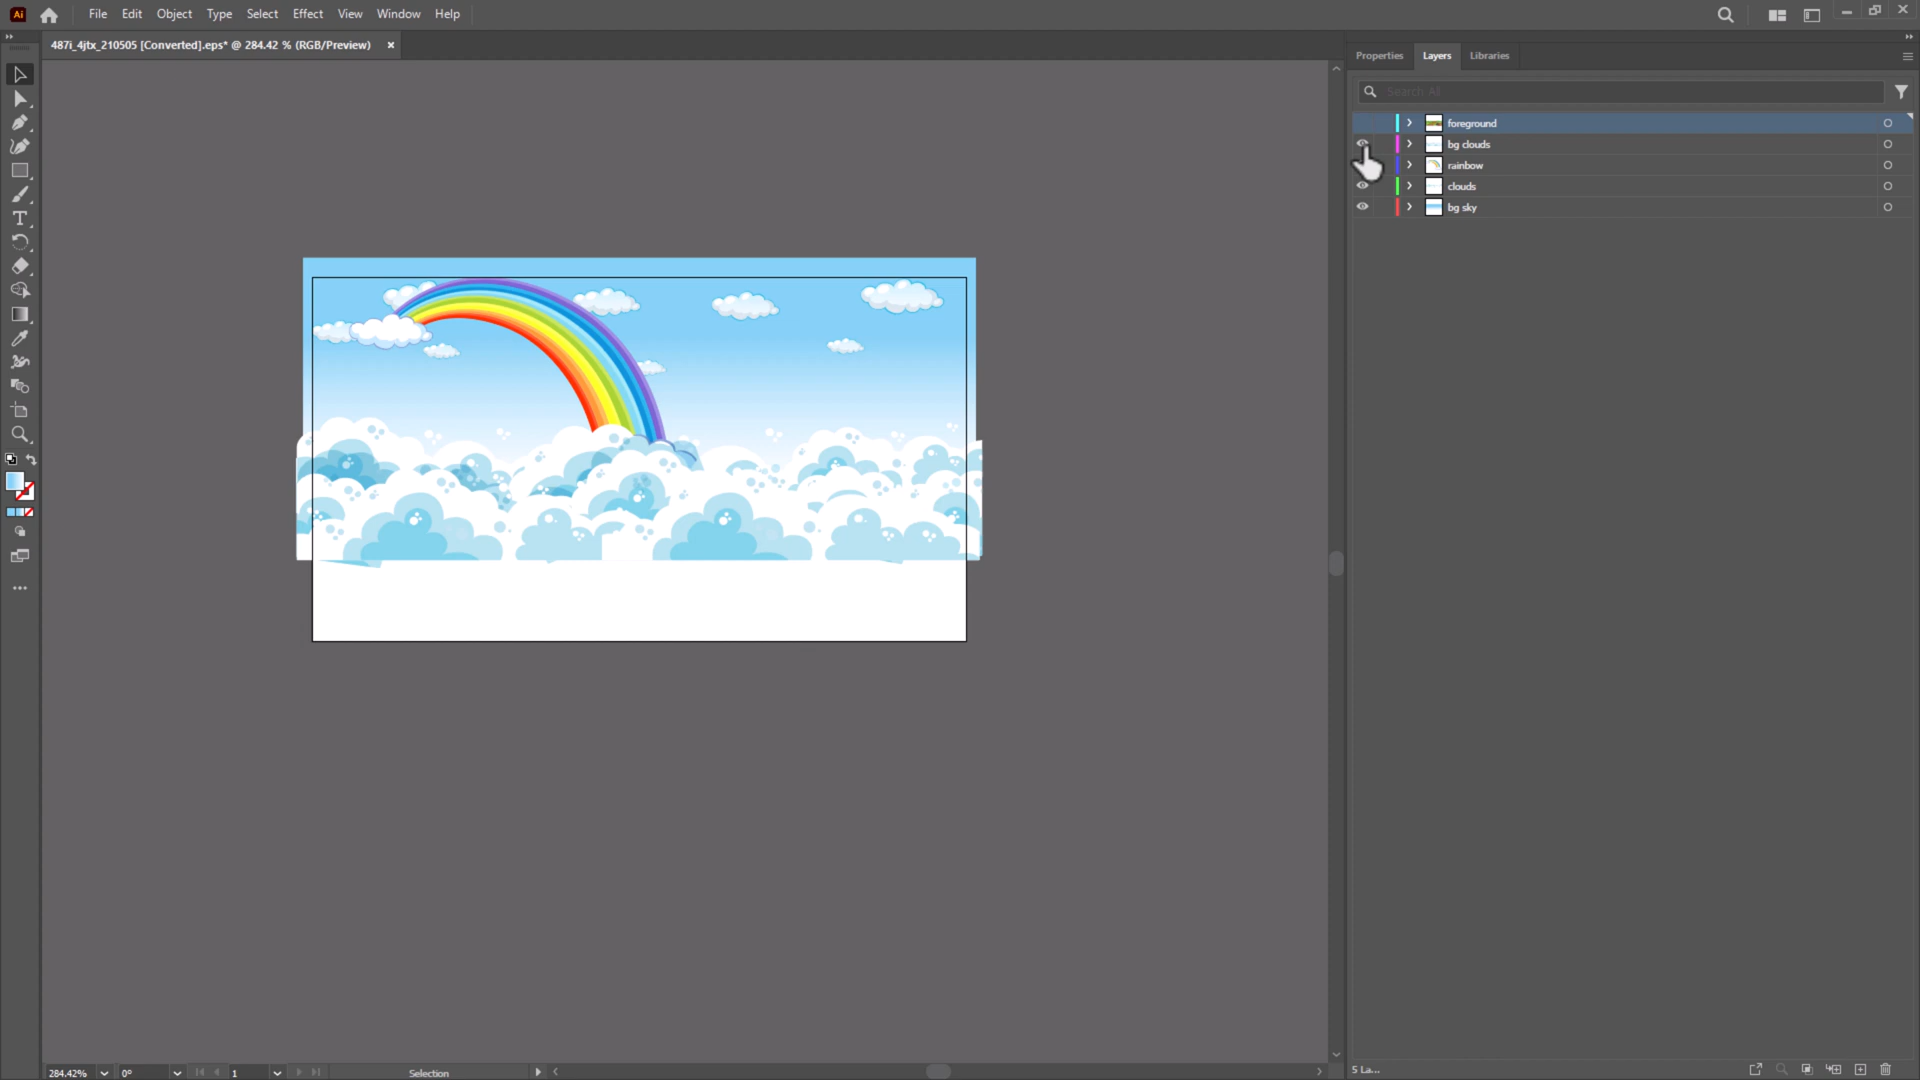 Ai File Edit Object Type Select Effect View Window Help
487i_4jtx_210505 [Converted].eps* @ 284.42 % (RGB/Preview) ×
Properties Layers Libraries
Search All
foreground
bg clouds
rainbow
clouds
bg sky
284.42% 0° 1 Selection
5 La...